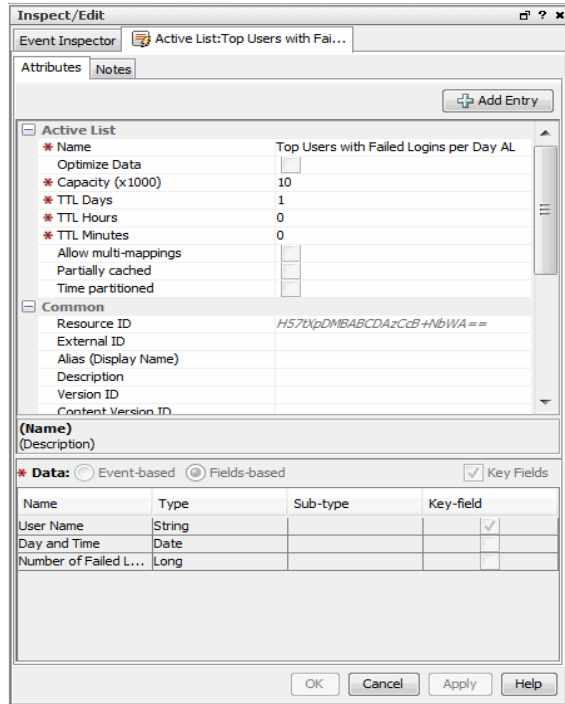 Inspect/Edit
Event Inspector Active List:Top Users with Fai...
Attributes Notes
Add Entry
Active List
* Name Top Users with Failed Logins per Day AL
Optimize Data
* Capacity (x1000) 10
* TTL Days 1
* TTL Hours 0
* TTL Minutes 0
Allow multi-mappings
Partially cached
Time partitioned
Common
Resource ID H57tXpDMBABCDAzCcB+NbWA==
External ID
Alias (Display Name)
Description
Version ID
Content Version ID
(Name)
(Description)
* Data: Event-based Fields-based Key Fields
Name Type Sub-type Key-field
User Name String
Day and Time Date
Number of Failed L... Long
OK Cancel Apply Help